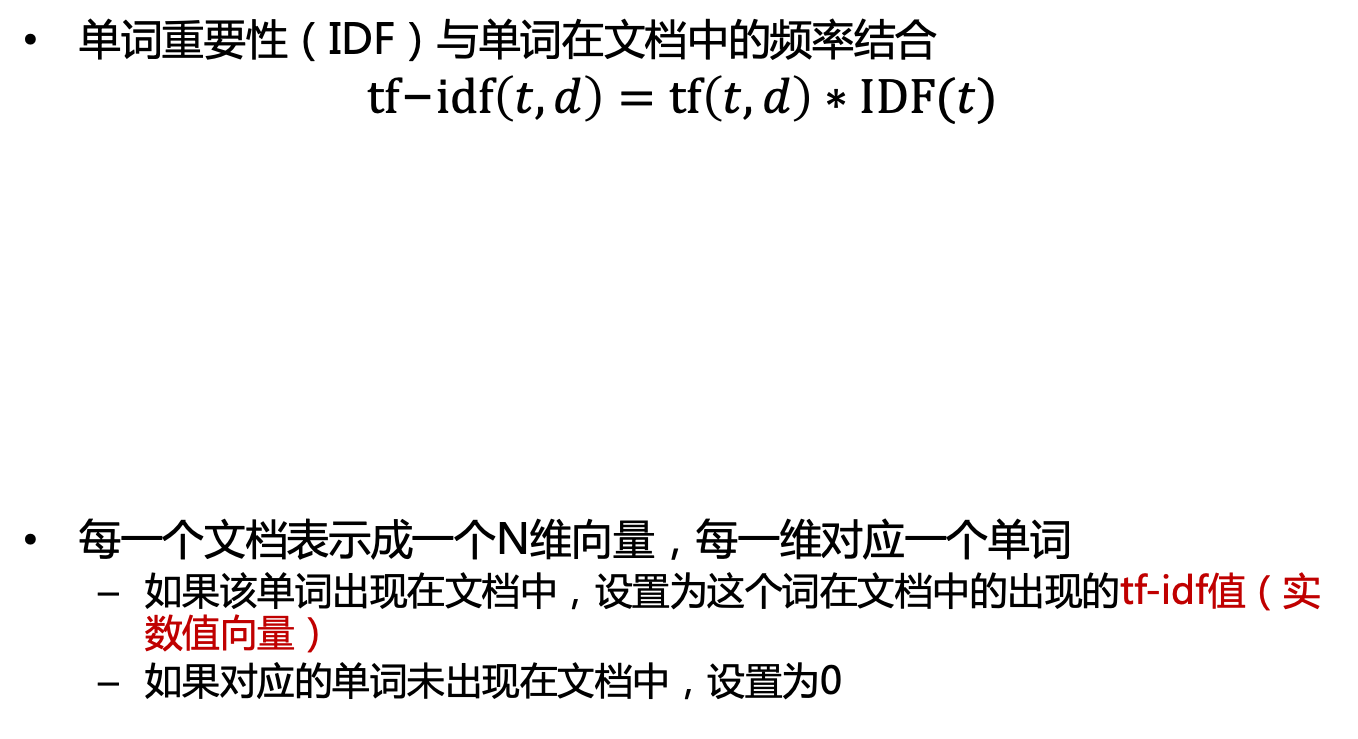 • 单词重要性（IDF）与单词在文档中的频率结合
tf−idf(t, d) = tf(t, d) ∗ IDF(t)
• 每一个文档表示成一个N维向量，每一维对应一个单词
– 如果该单词出现在文档中，设置为这个词在文档中的出现的tf-idf值（实
数值向量）
– 如果对应的单词未出现在文档中，设置为0